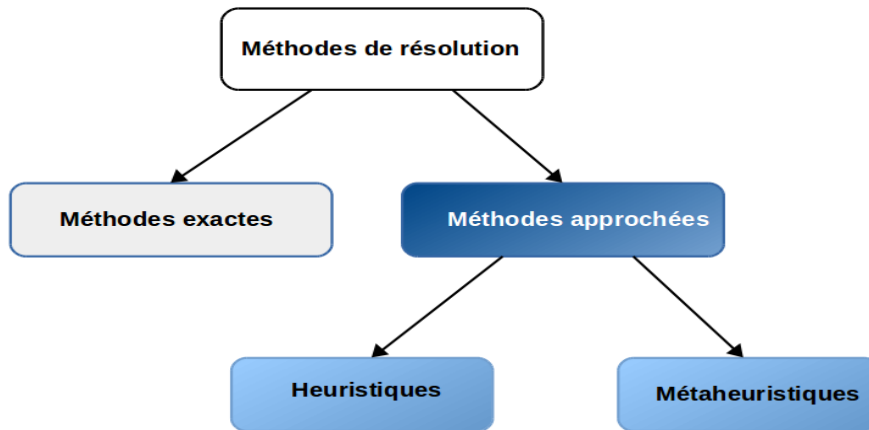 Méthodes de résolution
Méthodes exactes
Méthodes approchées
Heuristiques
Métaheuristiques